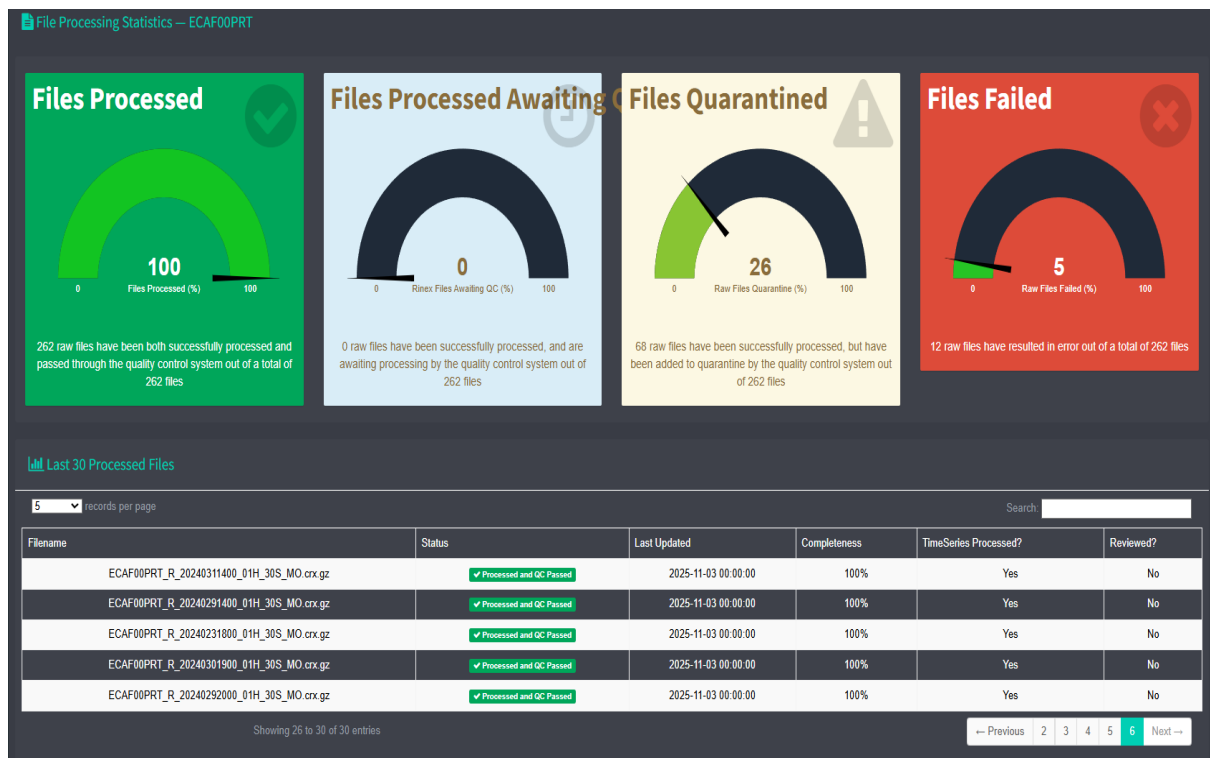 File Processing Statistics — ECAF00PRT
Files Processed
100
0 Files Processed (%) 100
262 raw files have been both successfully processed and
passed through the quality control system out of a total of
262 files
Files Processed Awaiting Q
0
0 Rinex Files Awaiting QC (%) 100
0 raw files have been successfully processed, and are
awaiting processing by the quality control system out of
262 files
Files Quarantined
26
0 Raw Files Quarantine (%) 100
68 raw files have been successfully processed, but have
been added to quarantine by the quality control system out
of 262 files
Files Failed
5
0 Raw Files Failed (%) 100
12 raw files have resulted in error out of a total of 262 files
Last 30 Processed Files
5 records per page Search:
Filename Status Last Updated Completeness TimeSeries Processed? Reviewed?
ECAF00PRT_R_20240311400_01H_30S_MO.crx.gz Processed and QC Passed 2025-11-03 00:00:00 100% Yes No
ECAF00PRT_R_20240291400_01H_30S_MO.crx.gz Processed and QC Passed 2025-11-03 00:00:00 100% Yes No
ECAF00PRT_R_20240231800_01H_30S_MO.crx.gz Processed and QC Passed 2025-11-03 00:00:00 100% Yes No
ECAF00PRT_R_20240301900_01H_30S_MO.crx.gz Processed and QC Passed 2025-11-03 00:00:00 100% Yes No
ECAF00PRT_R_20240292000_01H_30S_MO.crx.gz Processed and QC Passed 2025-11-03 00:00:00 100% Yes No
Showing 26 to 30 of 30 entries
← Previous 2 3 4 5 6 Next →